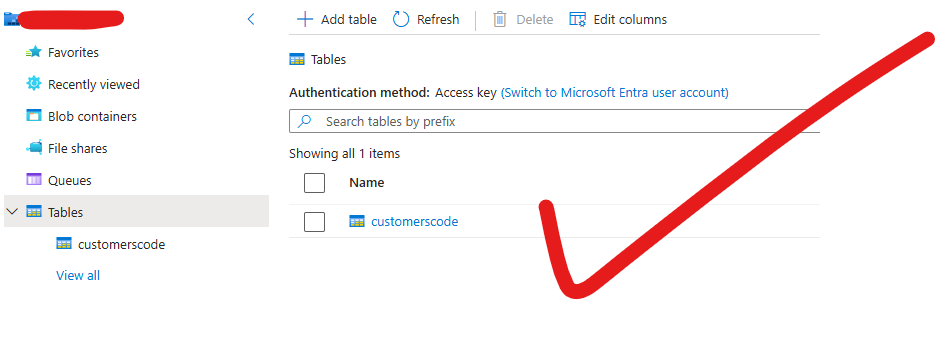 Favorites
Recently viewed
Blob containers
File shares
Queues
Tables
customerscode
View all
Add table Refresh Delete Edit columns
Tables
Authentication method: Access key (Switch to Microsoft Entra user account)
Search tables by prefix
Showing all 1 items
Name
customerscode